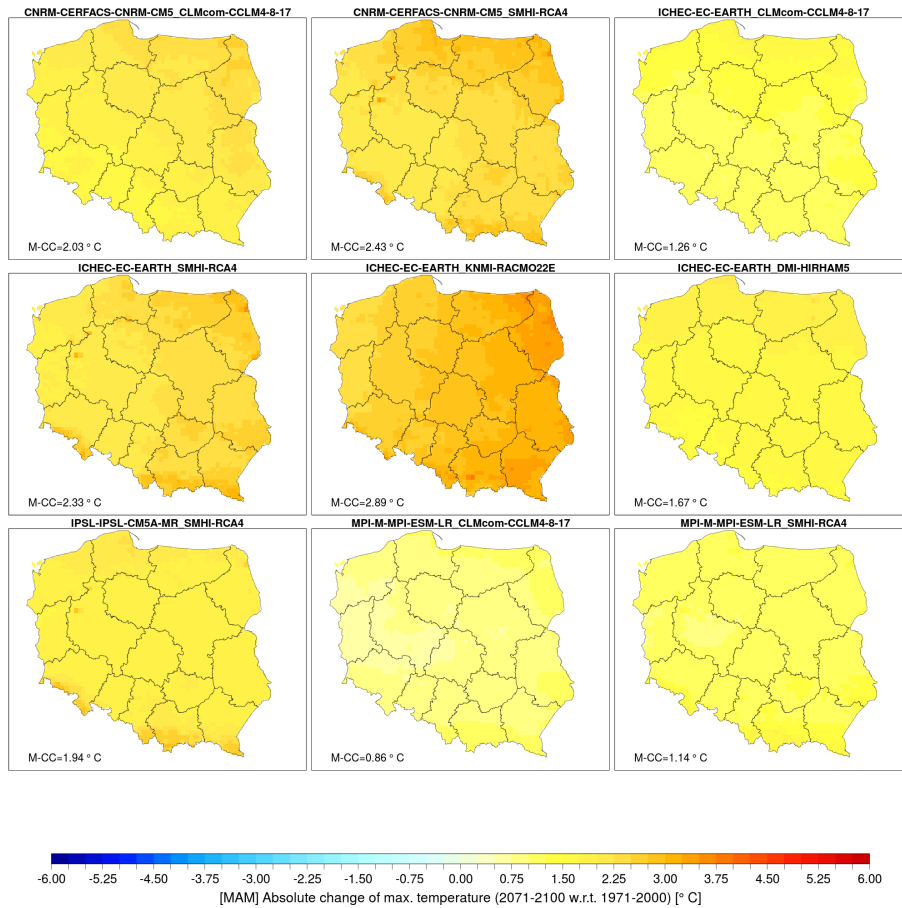 CNRM-CERFACS-CNRM-CM5_CLMcom-CCLM4-8-17
CNRM-CERFACS-CNRM-CM5_SMHI-RCA4
ICHEC-EC-EARTH_CLMcom-CCLM4-8-17
M-CC=2.03 ° C
M-CC=2.43 ° C
M-CC=1.26 ° C
ICHEC-EC-EARTH_SMHI-RCA4
ICHEC-EC-EARTH_KNMI-RACMO22E
ICHEC-EC-EARTH_DMI-HIRHAM5
M-CC=2.33 ° C
M-CC=2.89 ° C
M-CC=1.67 ° C
IPSL-IPSL-CM5A-MR_SMHI-RCA4
MPI-M-MPI-ESM-LR_CLMcom-CCLM4-8-17
MPI-M-MPI-ESM-LR_SMHI-RCA4
M-CC=1.94 ° C
M-CC=0.86 ° C
M-CC=1.14 ° C
-6.00 -5.25 -4.50 -3.75 -3.00 -2.25 -1.50 -0.75 0.00 0.75 1.50 2.25 3.00 3.75 4.50 5.25 6.00
[MAM] Absolute change of max. temperature (2071-2100 w.r.t. 1971-2000) [° C]